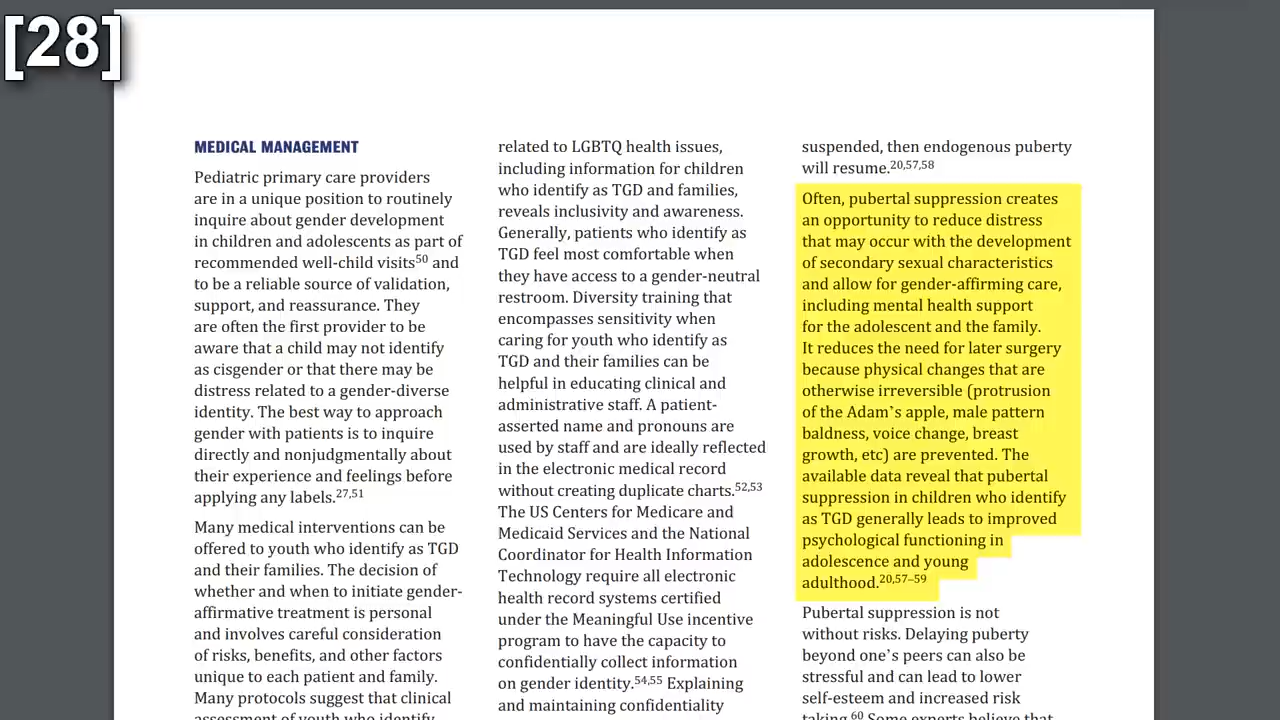 [28]
MEDICAL MANAGEMENT
Pediatric primary care providers
are in a unique position to routinely
inquire about gender development
in children and adolescents as part of
recommended well-child visits50 and
to be a reliable source of validation,
support, and reassurance. They
are often the first provider to be
aware that a child may not identify
as cisgender or that there may be
distress related to a gender-diverse
identity. The best way to approach
gender with patients is to inquire
directly and nonjudgmentally about
their experience and feelings before
applying any labels.27,51
Many medical interventions can be
offered to youth who identify as TGD
and their families. The decision of
whether and when to initiate gender-
affirmative treatment is personal
and involves careful consideration
of risks, benefits, and other factors
unique to each patient and family.
Many protocols suggest that clinical
assessment of youth who identify
related to LGBTQ health issues,
including information for children
who identify as TGD and families,
reveals inclusivity and awareness.
Generally, patients who identify as
TGD feel most comfortable when
they have access to a gender-neutral
restroom. Diversity training that
encompasses sensitivity when
caring for youth who identify as
TGD and their families can be
helpful in educating clinical and
administrative staff. A patient-
asserted name and pronouns are
used by staff and are ideally reflected
in the electronic medical record
without creating duplicate charts.52,53
The US Centers for Medicare and
Medicaid Services and the National
Coordinator for Health Information
Technology require all electronic
health record systems certified
under the Meaningful Use incentive
program to have the capacity to
confidentially collect information
on gender identity.54,55 Explaining
and maintaining confidentiality
suspended, then endogenous puberty
will resume.20,57,58
Often, pubertal suppression creates
an opportunity to reduce distress
that may occur with the development
of secondary sexual characteristics
and allow for gender-affirming care,
including mental health support
for the adolescent and the family.
It reduces the need for later surgery
because physical changes that are
otherwise irreversible (protrusion
of the Adam's apple, male pattern
baldness, voice change, breast
growth, etc) are prevented. The
available data reveal that pubertal
suppression in children who identify
as TGD generally leads to improved
psychological functioning in
adolescence and young
adulthood.20,57–59
Pubertal suppression is not
without risks. Delaying puberty
beyond one's peers can also be
stressful and can lead to lower
self-esteem and increased risk
taking.60 Some experts believe that